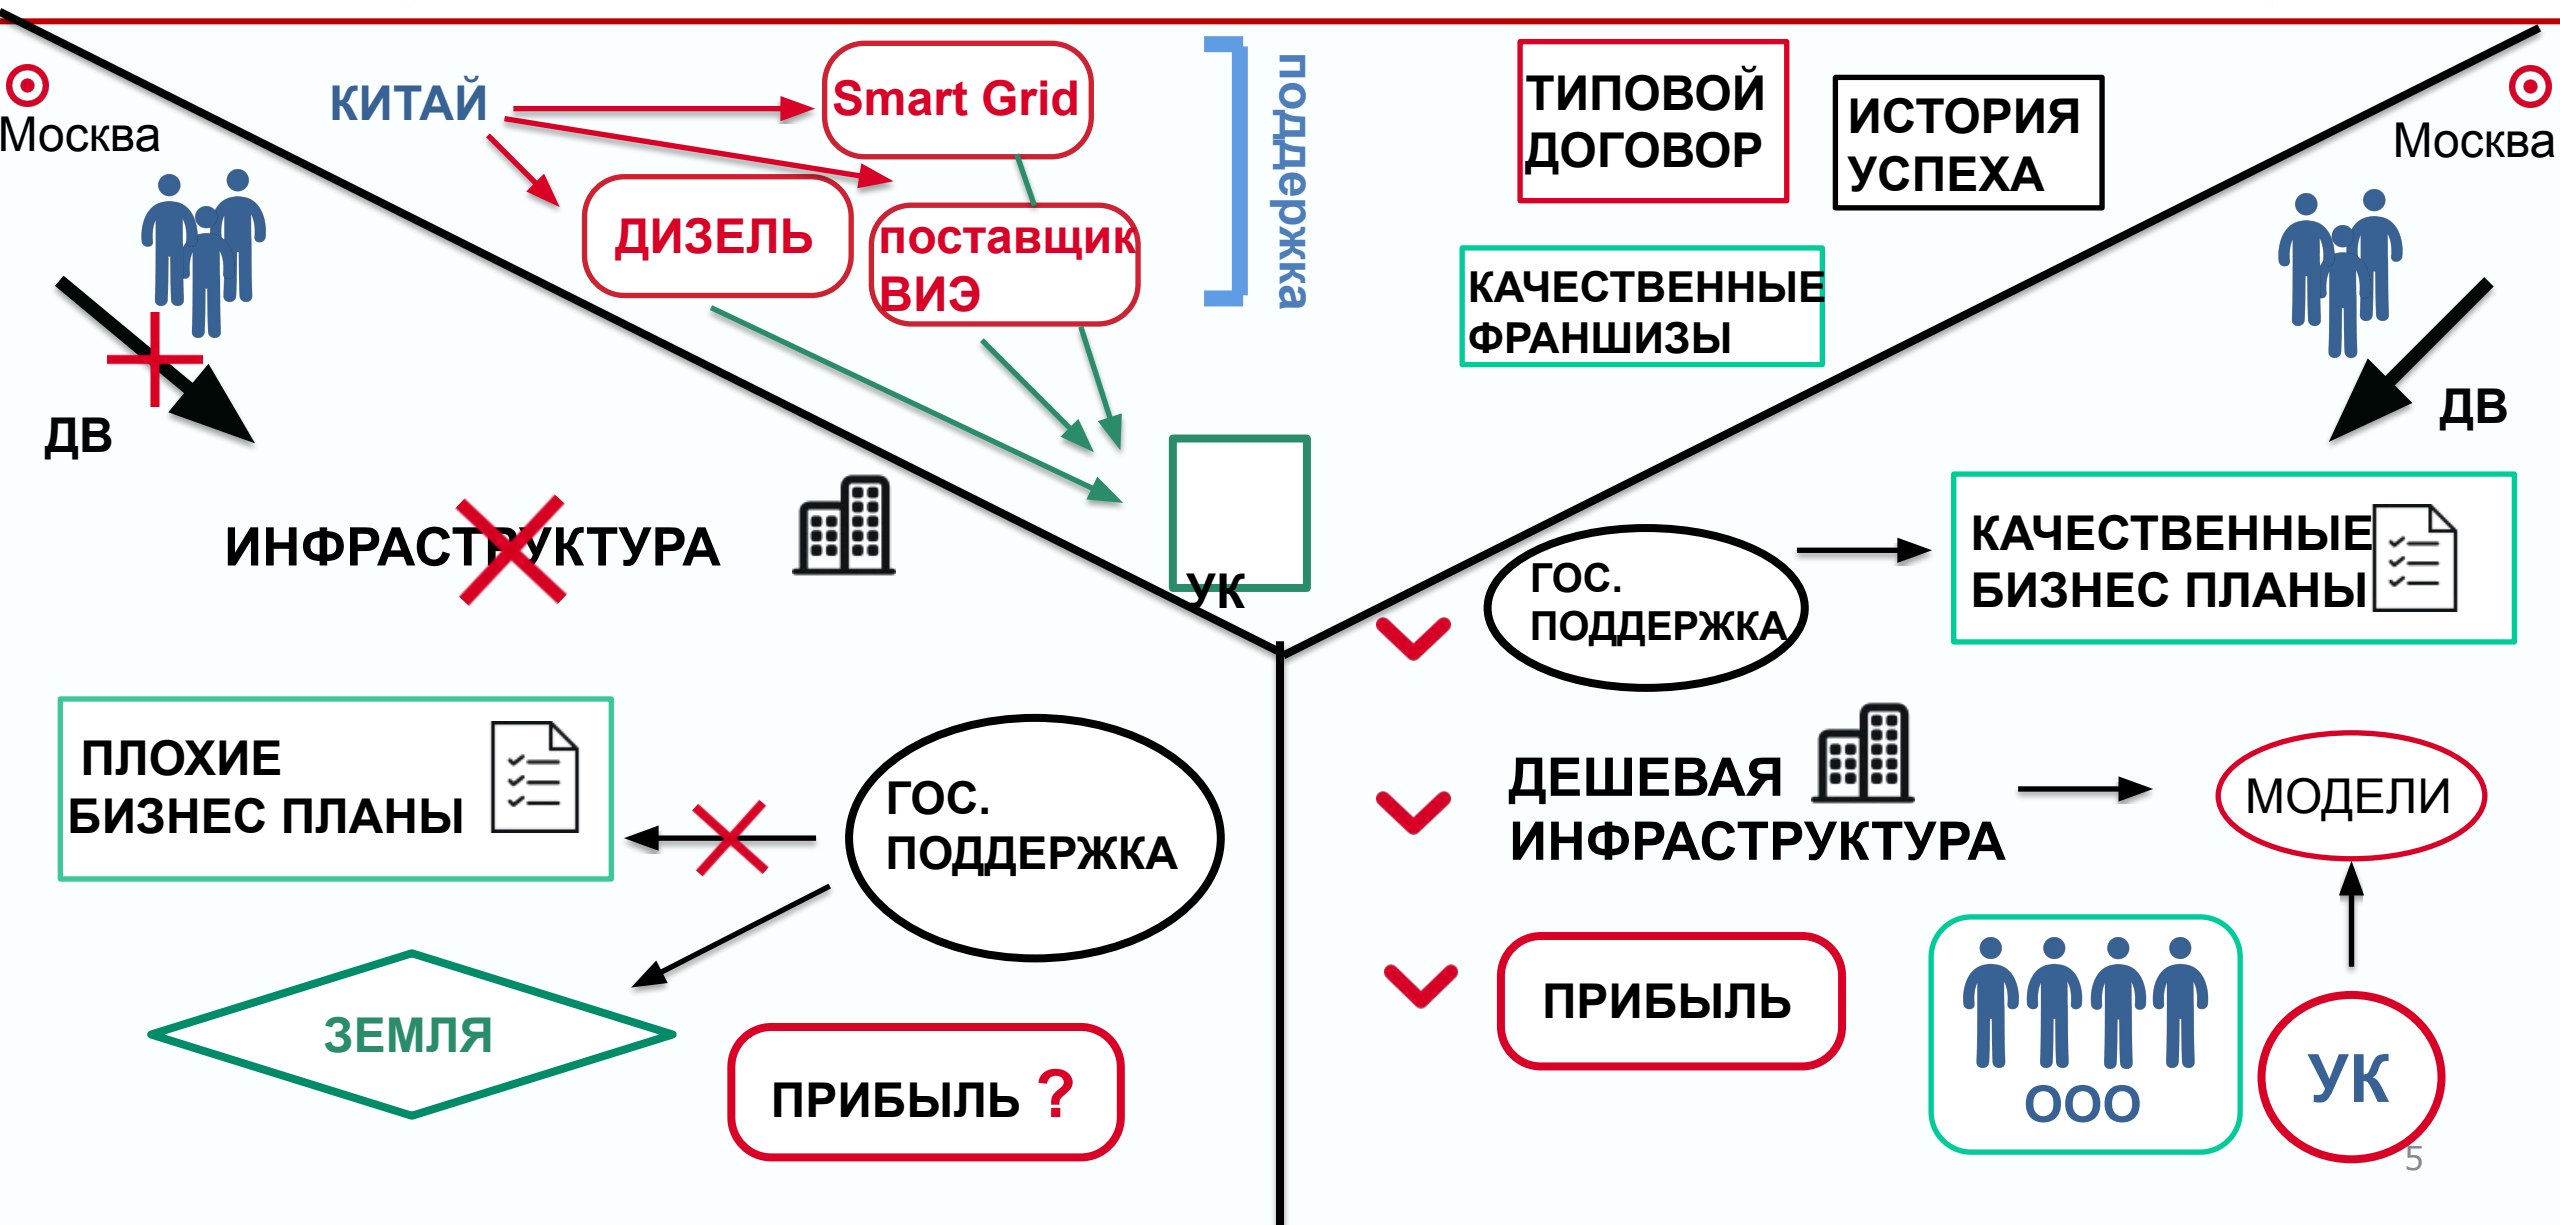 Москва
ДВ
ИНФРАСТРУКТУРА
ПЛОХИЕ
БИЗНЕС ПЛАНЫ
ГОС.
ПОДДЕРЖКА
ЗЕМЛЯ
ПРИБЫЛЬ ?
КИТАЙ
Smart Grid
ДИЗЕЛЬ
поставщик
ВИЭ
поддержка
УК
ТИПОВОЙ
ДОГОВОР
ИСТОРИЯ
УСПЕХА
КАЧЕСТВЕННЫЕ
ФРАНШИЗЫ
Москва
ДВ
ГОС.
ПОДДЕРЖКА
КАЧЕСТВЕННЫЕ
БИЗНЕС ПЛАНЫ
ДЕШЕВАЯ
ИНФРАСТРУКТУРА
МОДЕЛИ
ПРИБЫЛЬ
ООО
УК
5